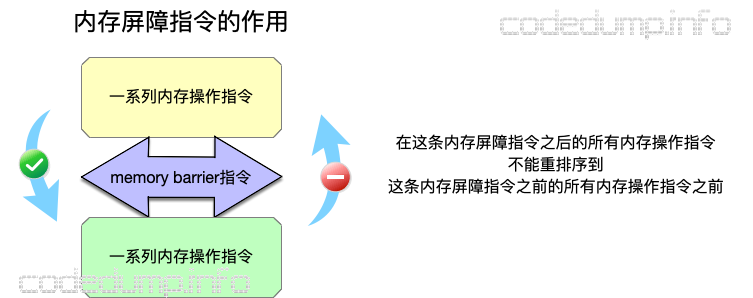 内存屏障指令的作用
codedumpinfo
一系列内存操作指令
memory barrier指令
一系列内存操作指令
在这条内存屏障指令之后的所有内存操作指令
不能重排序到
这条内存屏障指令之前的所有内存操作指令之前
codedumpinfo